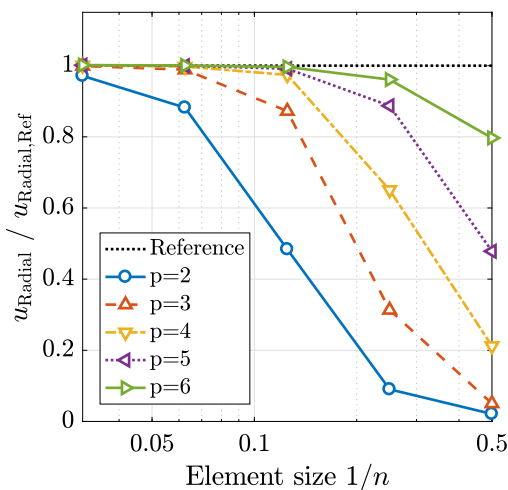 1
0.8
0.6
0.4
0.2
0
u_Radial / u_Radial,Ref
Reference
p=2
p=3
p=4
p=5
p=6
0.05 0.1 0.5
Element size 1/n